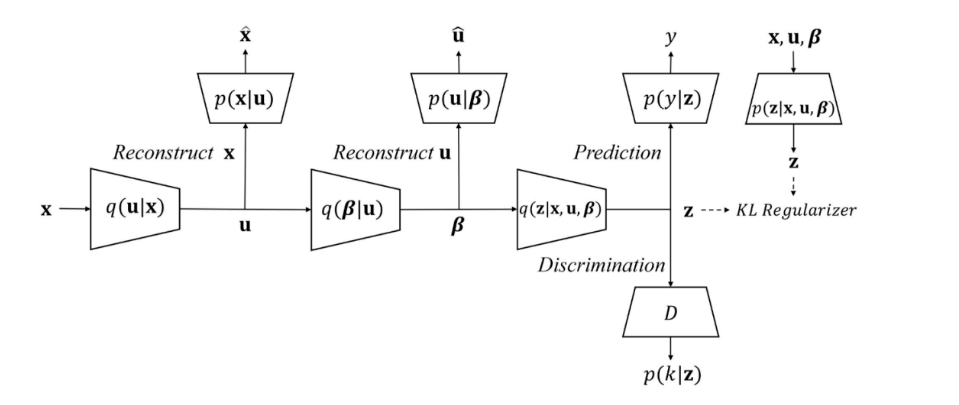 x̂
û
y
x, u, β
p(x|u)
p(u|β)
p(y|z)
p(z|x, u, β)
Reconstruct x
Reconstruct u
Prediction
z
x
q(u|x)
q(β|u)
q(z|x, u, β)
z
KL Regularizer
u
β
Discrimination
D
p(k|z)